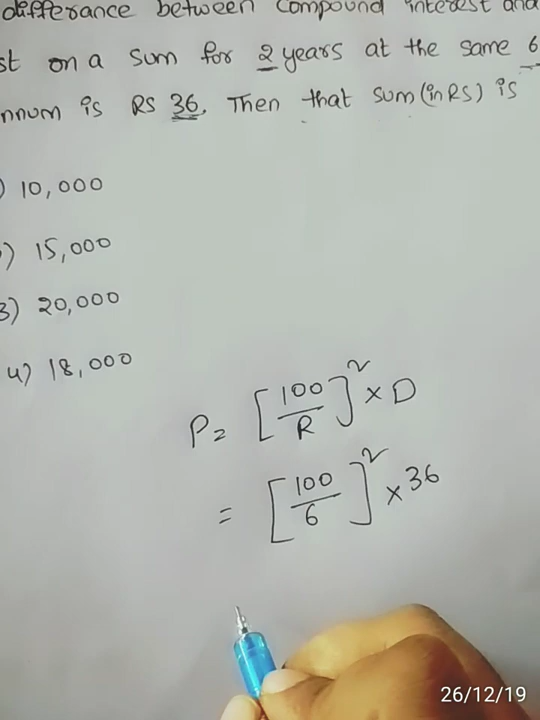 differance between compound interest and
st on a sum for 2 years at the same 6
nnum is RS 36. Then that sum (in RS) is
) 10,000
) 15,000
3) 20,000
4) 18,000
P = [100/R]² × D
= [100/6]² × 36
26/12/19